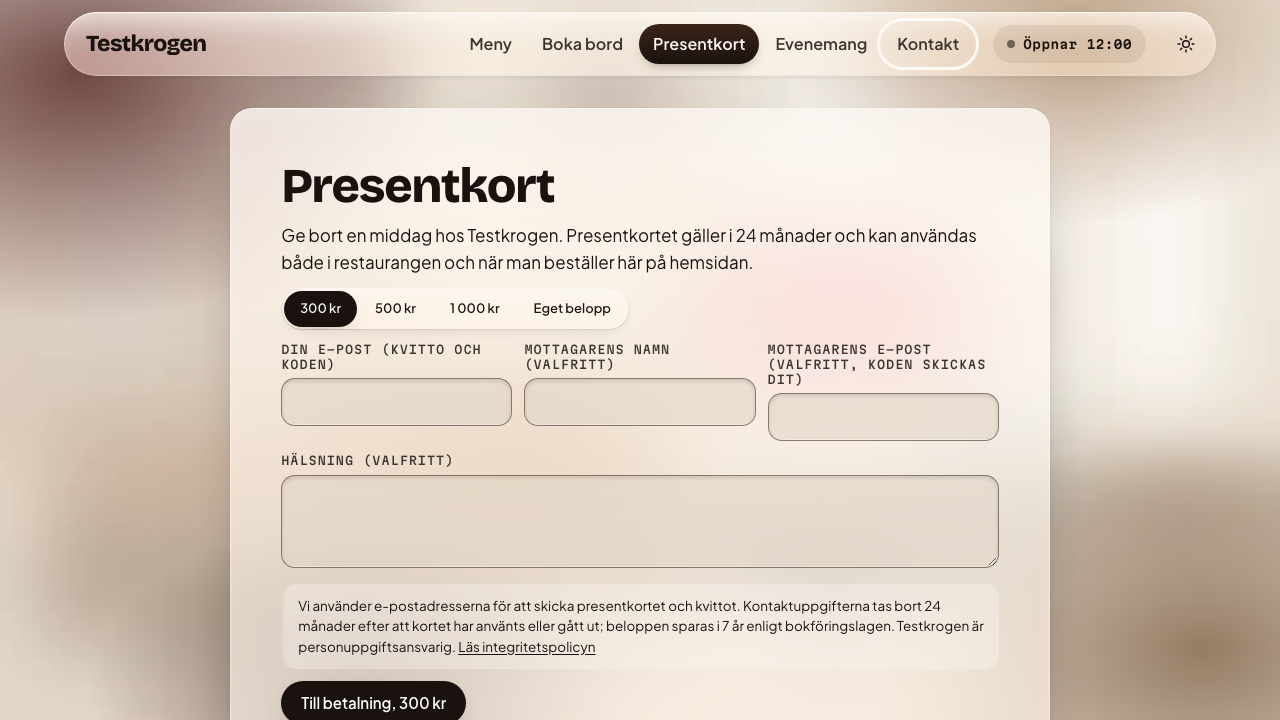 Testkrogen
Meny
Boka bord
Presentkort
Evenemang
Kontakt
Öppnar 12:00
Presentkort
Ge bort en middag hos Testkrogen. Presentkortet gäller i 24 månader och kan användas
både i restaurangen och när man beställer här på hemsidan.
300 kr
500 kr
1 000 kr
Eget belopp
DIN E-POST (KVITTO OCH
KODEN)
MOTTAGARENS NAMN
(VALFRITT)
MOTTAGARENS E-POST
(VALFRITT, KODEN SKICKAS
DIT)
HÄLSNING (VALFRITT)
Vi använder e-postadresserna för att skicka presentkortet och kvittot. Kontaktuppgifterna tas bort 24
månader efter att kortet har använts eller gått ut; beloppen sparas i 7 år enligt bokföringslagen. Testkrogen är
personuppgiftsansvarig. Läs integritetspolicyn
Till betalning, 300 kr